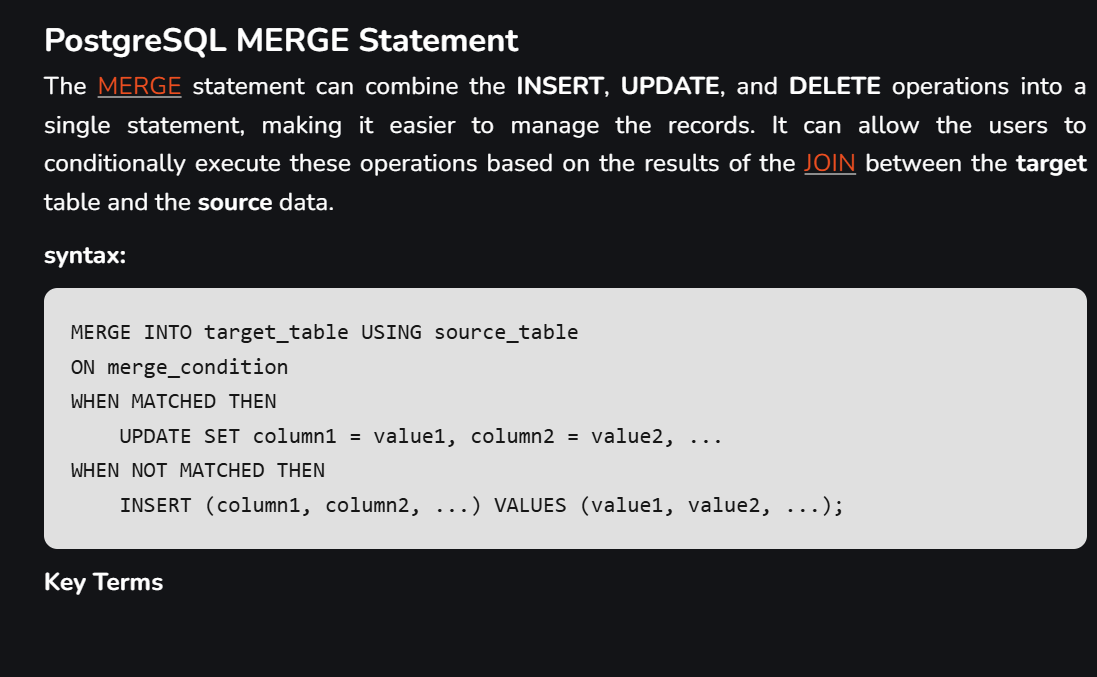 PostgreSQL MERGE Statement
The MERGE statement can combine the INSERT, UPDATE, and DELETE operations into a
single statement, making it easier to manage the records. It can allow the users to
conditionally execute these operations based on the results of the JOIN between the target
table and the source data.
syntax:
MERGE INTO target_table USING source_table
ON merge_condition
WHEN MATCHED THEN
    UPDATE SET column1 = value1, column2 = value2, ...
WHEN NOT MATCHED THEN
    INSERT (column1, column2, ...) VALUES (value1, value2, ...);
Key Terms